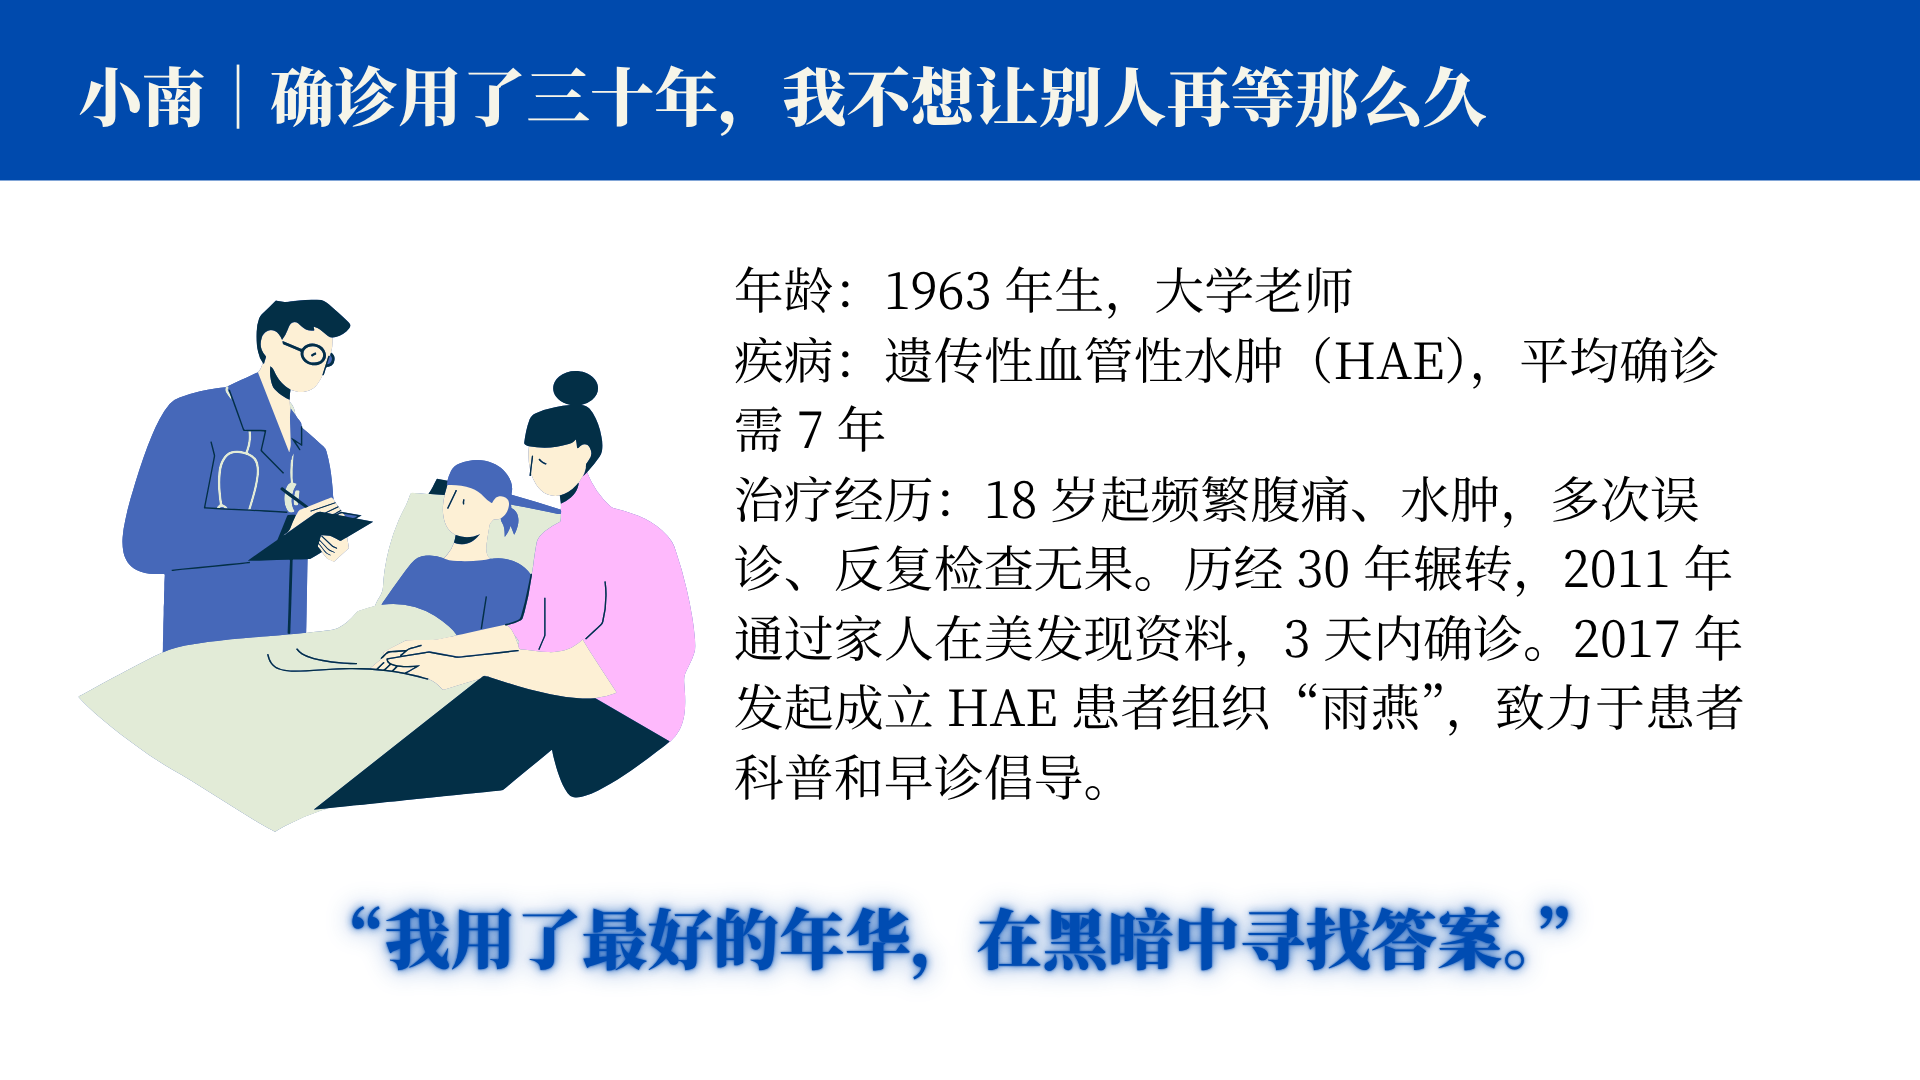 小南｜确诊用了三十年，我不想让别人再等那么久
年龄：1963 年生，大学老师
疾病：遗传性血管性水肿（HAE），平均确诊
需 7 年
治疗经历：18 岁起频繁腹痛、水肿，多次误
诊、反复检查无果。历经 30 年辗转，2011 年
通过家人在美发现资料，3 天内确诊。2017 年
发起成立 HAE 患者组织“雨燕”，致力于患者
科普和早诊倡导。
“我用了最好的年华，在黑暗中寻找答案。”